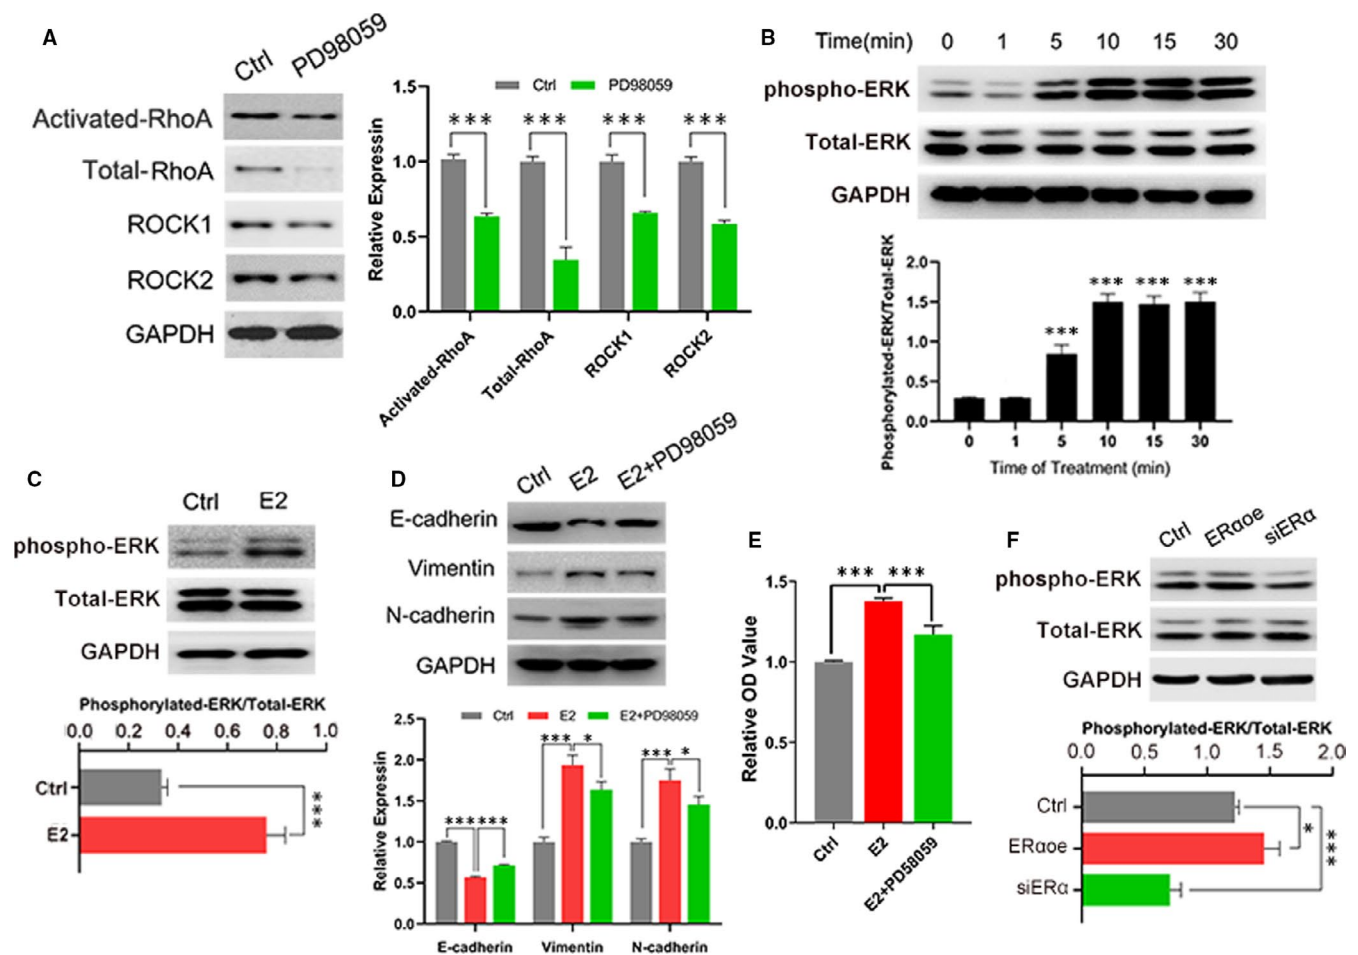 A
Ctrl PD98059
Activated-RhoA
Total-RhoA
ROCK1
ROCK2
GAPDH
Ctrl PD98059
Relative Expressin
1.5
1.0
0.5
0.0
*** *** *** ***
Activated-RhoA Total-RhoA ROCK1 ROCK2
B
Time(min) 0 1 5 10 15 30
phospho-ERK
Total-ERK
GAPDH
Phosphorylated-ERK/Total-ERK
2.0
1.5
1.0
0.5
0.0
*** *** *** ***
0 1 5 10 15 30
Time of Treatment (min)
C
Ctrl E2
phospho-ERK
Total-ERK
GAPDH
Phosphorylated-ERK/Total-ERK
0.0 0.2 0.4 0.6 0.8 1.0
Ctrl
E2
***
D
Ctrl E2 E2+PD98059
E-cadherin
Vimentin
N-cadherin
GAPDH
Ctrl E2 E2+PD98059
Relative Expressin
2.5
2.0
1.5
1.0
0.5
0.0
*** *** *** * *** *
E-cadherin Vimentin N-cadherin
E
Relative OD Value
1.5
1.0
0.5
0.0
*** ***
Ctrl E2 E2+PD58059
F
Ctrl ERαoe siERα
phospho-ERK
Total-ERK
GAPDH
Phosphorylated-ERK/Total-ERK
0.0 0.5 1.0 1.5 2.0
Ctrl
ERαoe
siERα
*
***